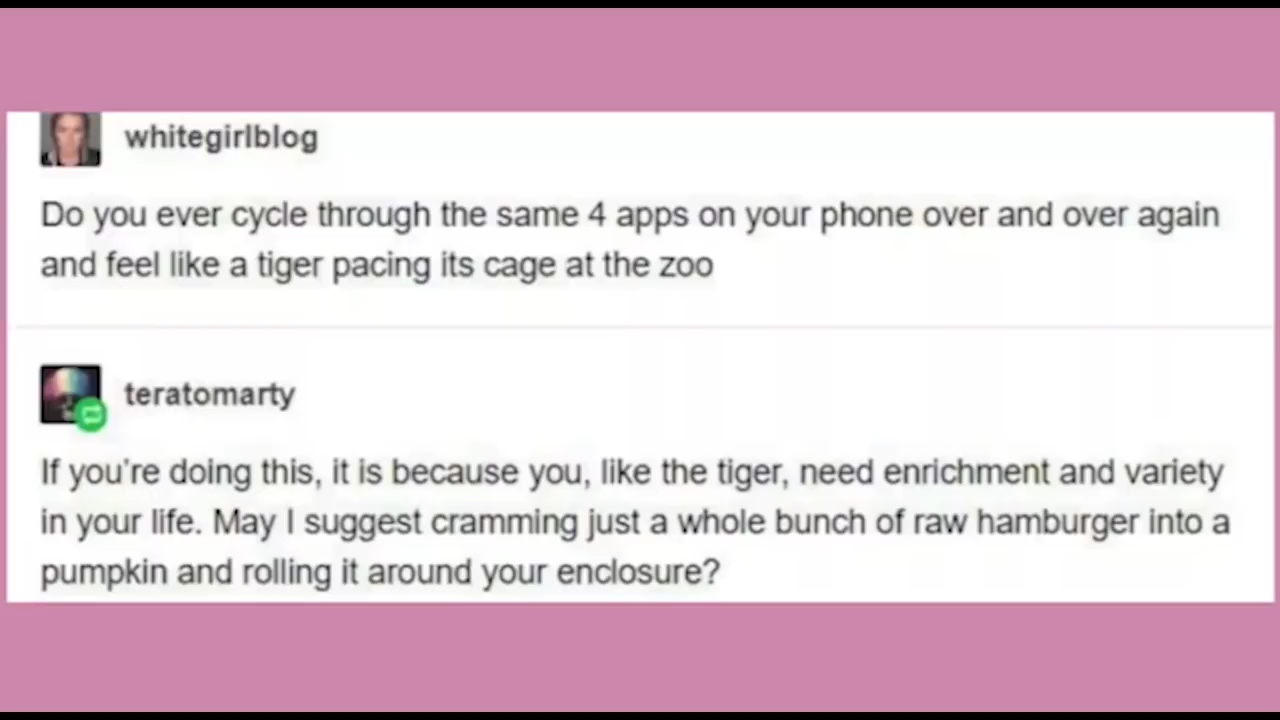 whitegirlblog
Do you ever cycle through the same 4 apps on your phone over and over again
and feel like a tiger pacing its cage at the zoo
teratomarty
If you're doing this, it is because you, like the tiger, need enrichment and variety
in your life. May I suggest cramming just a whole bunch of raw hamburger into a
pumpkin and rolling it around your enclosure?